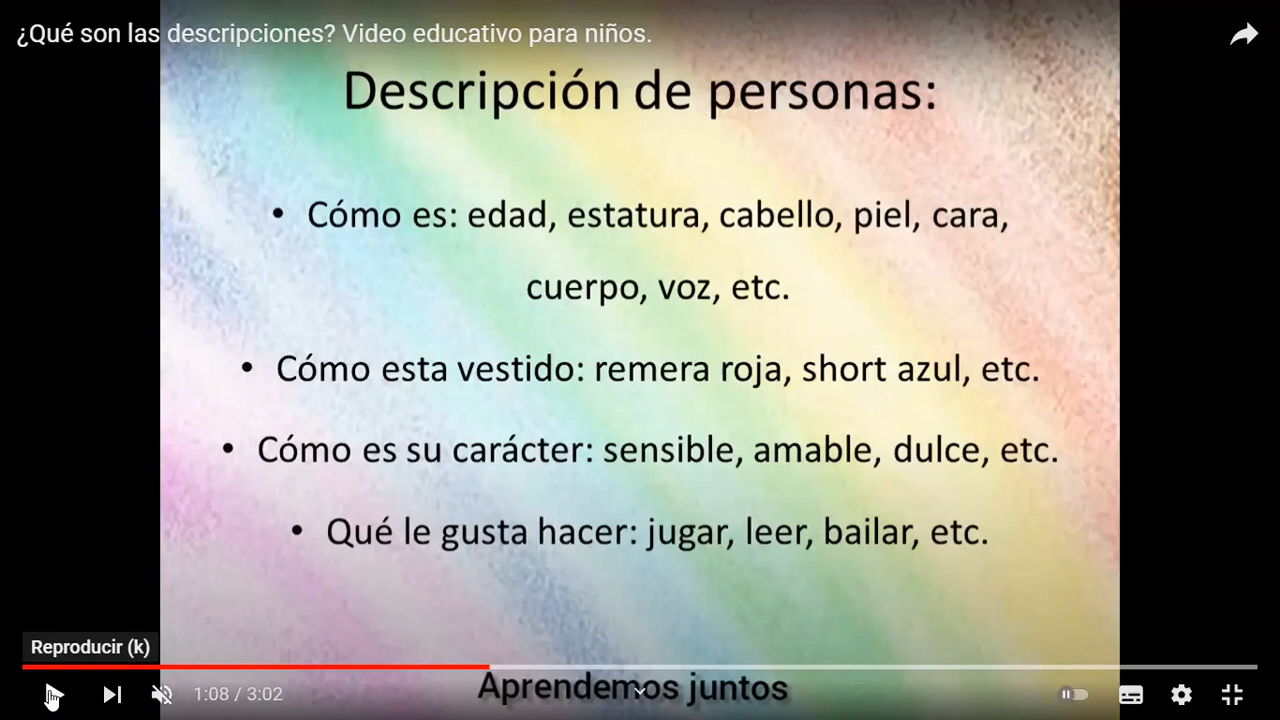 ¿Qué son las descripciones? Video educativo para niños.
Descripción de personas:
• Cómo es: edad, estatura, cabello, piel, cara,
cuerpo, voz, etc.
• Cómo esta vestido: remera roja, short azul, etc.
• Cómo es su carácter: sensible, amable, dulce, etc.
• Qué le gusta hacer: jugar, leer, bailar, etc.
Reproducir (k)
1:08 / 3:02
Aprendemos juntos